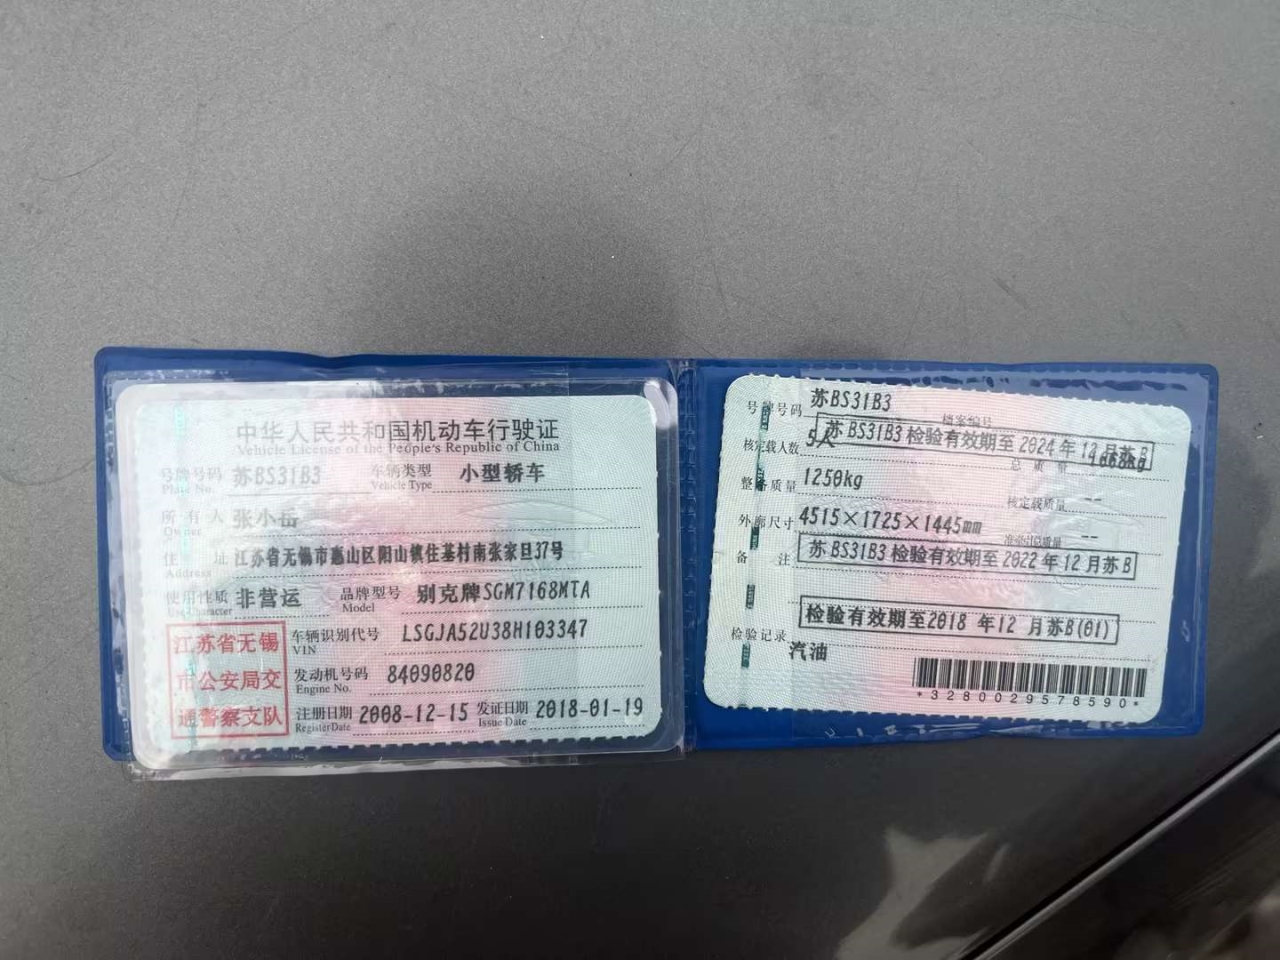 中华人民共和国机动车行驶证
Vehicle License of the People's Republic of China
号牌号码 苏BS31B3 车辆类型 小型轿车
Plate No. Vehicle Type
所有人 张小岳
Owner
住址 江苏省无锡市惠山区阳山镇住基村南张家旦37号
Address
使用性质 非营运 品牌型号 别克牌SGM7168MTA
Use Character Model
江苏省无锡
市公安局交
通警察支队
车辆识别代号 LSGJA52U38H103347
VIN
发动机号码 84090820
Engine No.
注册日期 2008-12-15 发证日期 2018-01-19
Register Date Issue Date
号牌号码 苏BS31B3 档案编号
苏BS31B3检验有效期至2024年12月苏B
核定载人数 5人 总质量
整备质量 1250kg 核定载质量 --
外廓尺寸 4515×1725×1445mm 准牵引总质量 --
备注 苏BS31B3检验有效期至2022年12月苏B
检验有效期至2018年12月苏B(01)
检验记录 汽油
*3280029578590*